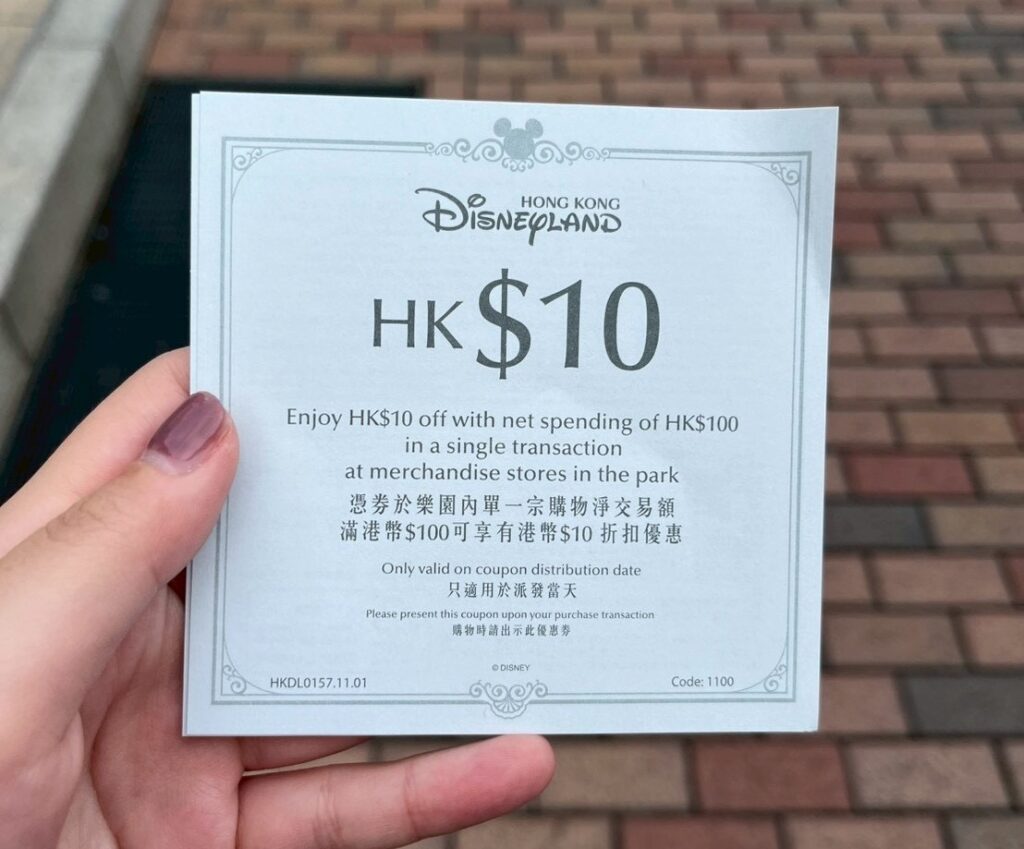 HONG KONG
DISNEYLAND
HK$10
Enjoy HK$10 off with net spending of HK$100
in a single transaction
at merchandise stores in the park
憑券於樂園內單一宗購物淨交易額
滿港幣$100可享有港幣$10 折扣優惠
Only valid on coupon distribution date
只適用於派發當天
Please present this coupon upon your purchase transaction
購物時請出示此優惠券
© DISNEY
HKDL0157.11.01
Code: 1100